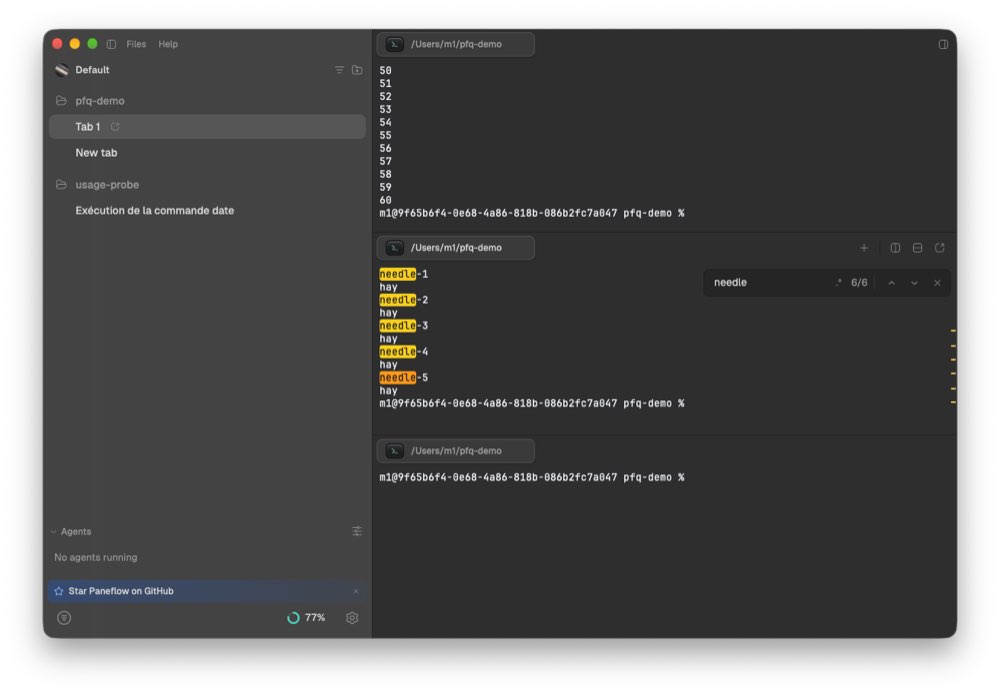 Files Help
Default
pfq-demo
Tab 1
New tab
usage-probe
Exécution de la commande date
Agents
No agents running
Star Paneflow on GitHub
77%
/Users/m1/pfq-demo
50
51
52
53
54
55
56
57
58
59
60
m1@9f65b6f4-0e68-4a86-818b-086b2fc7a047 pfq-demo %
/Users/m1/pfq-demo
needle .* 6/6
needle-1
hay
needle-2
hay
needle-3
hay
needle-4
hay
needle-5
hay
m1@9f65b6f4-0e68-4a86-818b-086b2fc7a047 pfq-demo %
/Users/m1/pfq-demo
m1@9f65b6f4-0e68-4a86-818b-086b2fc7a047 pfq-demo %